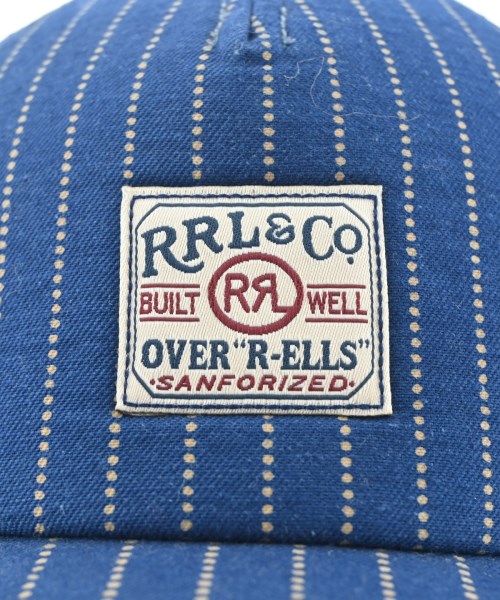 RRL & Co.
BUILT RRL WELL
OVER "R-ELLS"
·SANFORIZED·